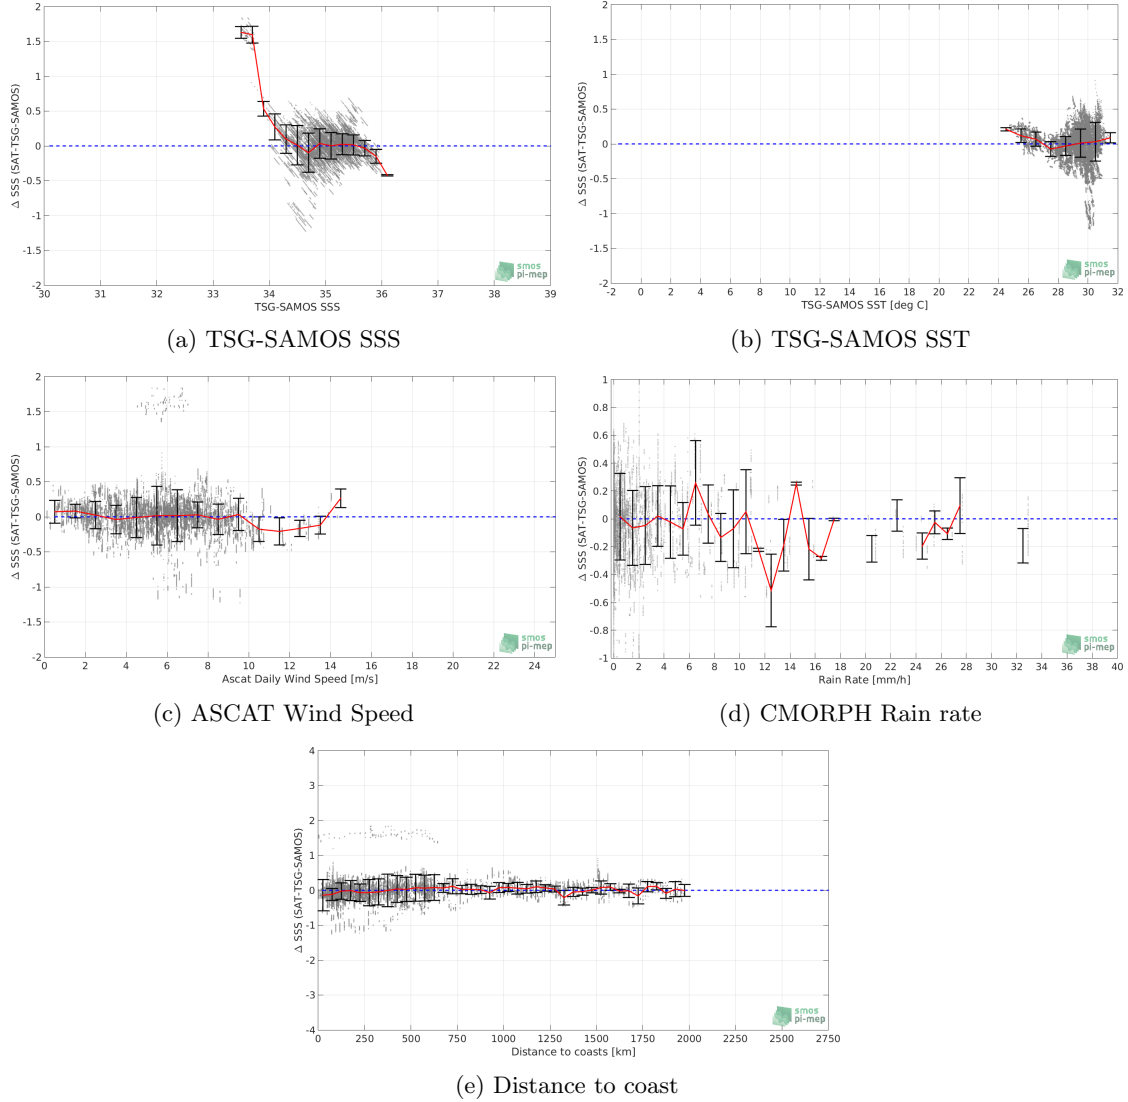 2
1.5
1
0.5
0
-0.5
-1
-1.5
-2
Δ SSS (SAT-TSG-SAMOS)
30 31 32 33 34 35 36 37 38 39
TSG-SAMOS SSS
smos
pi-mep
(a) TSG-SAMOS SSS
2
1.5
1
0.5
0
-0.5
-1
-1.5
-2
Δ SSS (SAT-TSG-SAMOS)
-2 0 2 4 6 8 10 12 14 16 18 20 22 24 26 28 30 32
TSG-SAMOS SST [deg C]
smos
pi-mep
(b) TSG-SAMOS SST
2
1.5
1
0.5
0
-0.5
-1
-1.5
-2
Δ SSS (SAT-TSG-SAMOS)
0 2 4 6 8 10 12 14 16 18 20 22 24
Ascat Daily Wind Speed [m/s]
smos
pi-mep
(c) ASCAT Wind Speed
1
0.8
0.6
0.4
0.2
0
-0.2
-0.4
-0.6
-0.8
-1
Δ SSS (SAT-TSG-SAMOS)
0 2 4 6 8 10 12 14 16 18 20 22 24 26 28 30 32 34 36 38 40
Rain Rate [mm/h]
smos
pi-mep
(d) CMORPH Rain rate
4
3
2
1
0
-1
-2
-3
-4
Δ SSS (SAT-TSG-SAMOS)
0 250 500 750 1000 1250 1500 1750 2000 2250 2500 2750
Distance to coasts [km]
smos
pi-mep
(e) Distance to coast